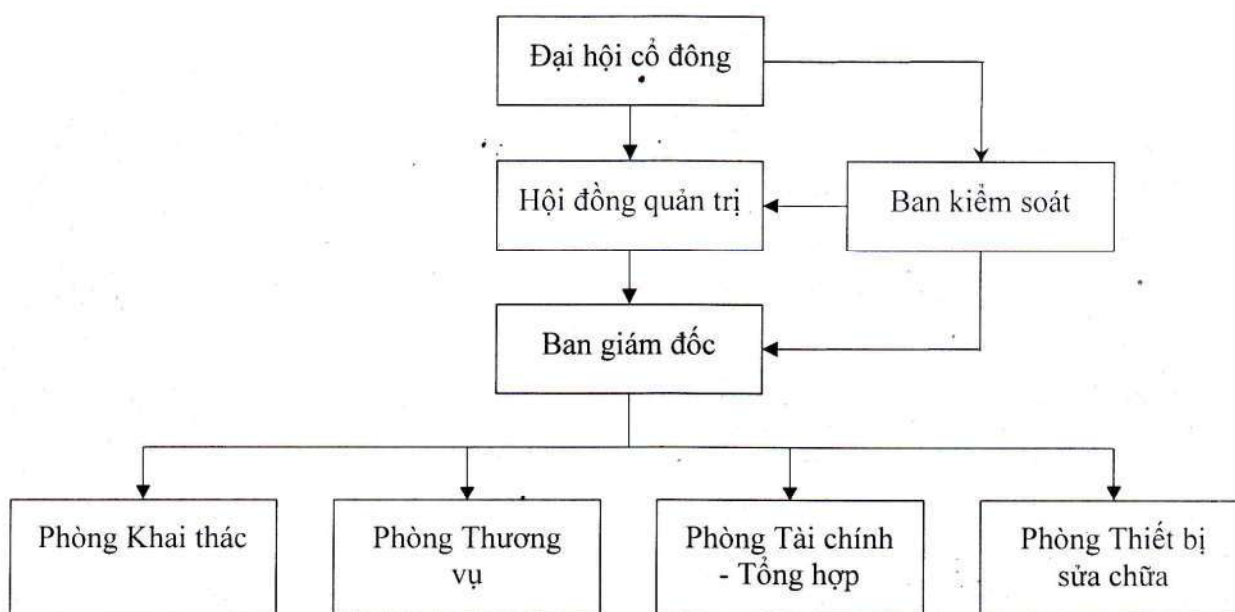 Đại hội cổ đông
Hội đồng quản trị
Ban kiểm soát
Ban giám đốc
Phòng Khai thác
Phòng Thương
vụ
Phòng Tài chính
- Tổng hợp
Phòng Thiết bị
sửa chữa